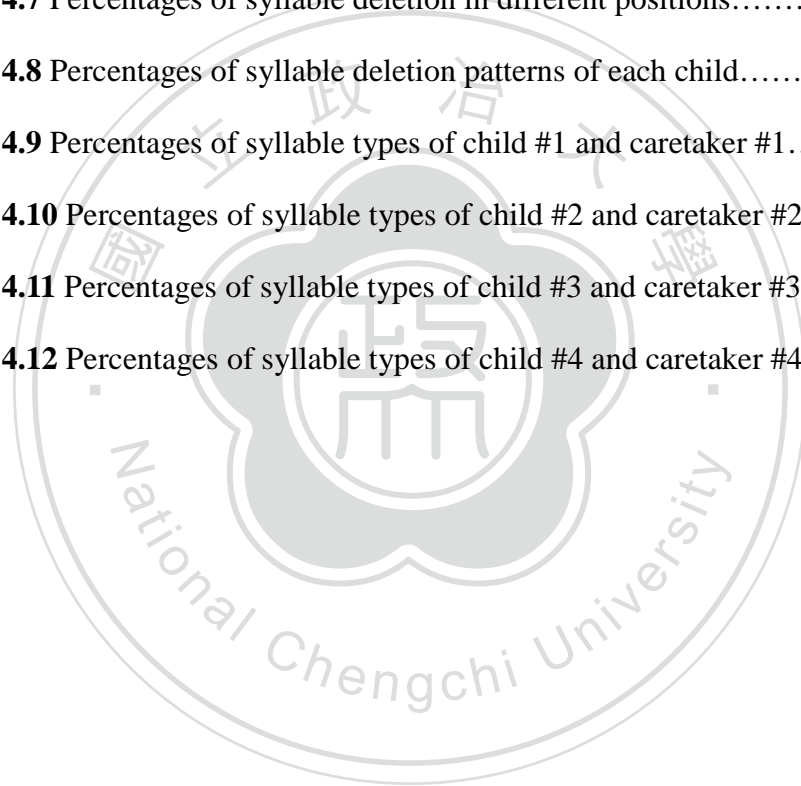 4.7 Percentages of syllable deletion in different positions…….
4.8 Percentages of syllable deletion patterns of each child……
4.9 Percentages of syllable types of child #1 and caretaker #1…
4.10 Percentages of syllable types of child #2 and caretaker #2
4.11 Percentages of syllable types of child #3 and caretaker #3
4.12 Percentages of syllable types of child #4 and caretaker #4
國立政治大學
National Chengchi University